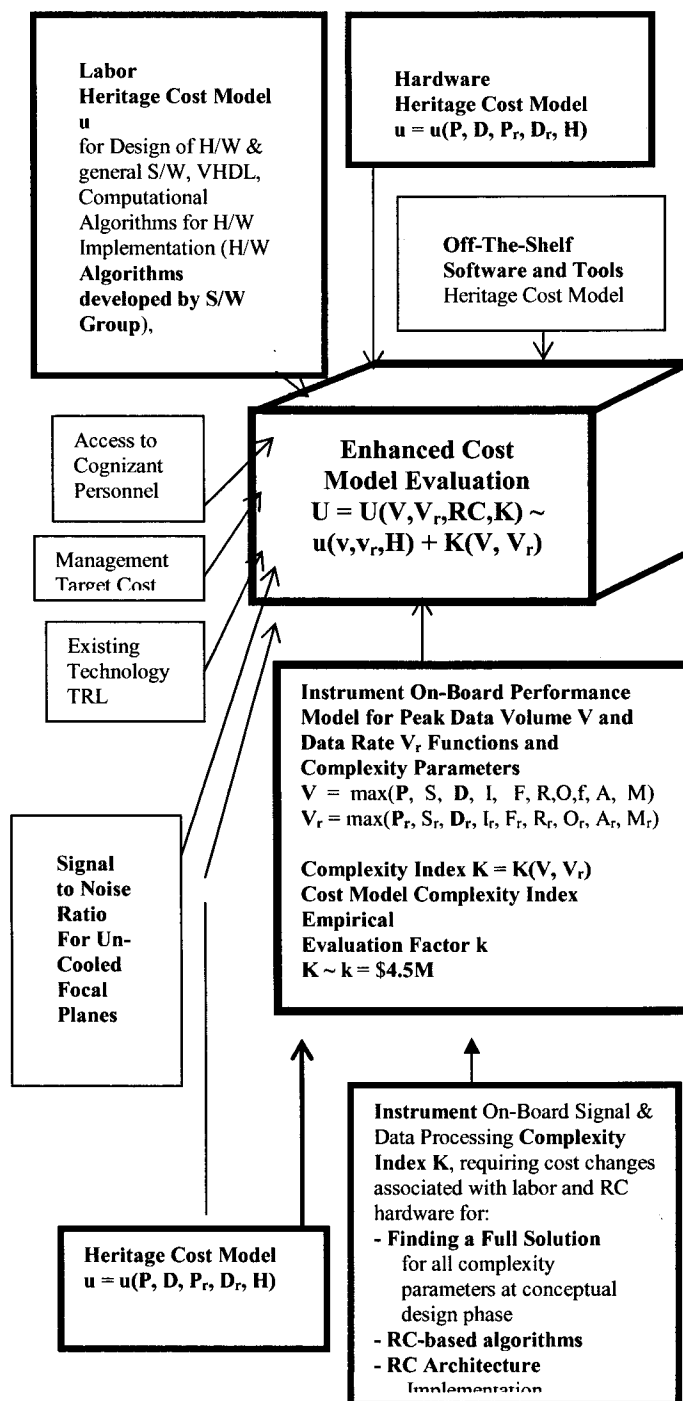 Labor
Heritage Cost Model
u
for Design of H/W &
general S/W, VHDL,
Computational
Algorithms for H/W
Implementation (H/W
Algorithms
developed by S/W
Group),
Hardware
Heritage Cost Model
u = u(P, D, Pr, Dr, H)
Off-The-Shelf
Software and Tools
Heritage Cost Model
Access to
Cognizant
Personnel
Management
Target Cost
Existing
Technology
TRL
Enhanced Cost
Model Evaluation
U = U(V,Vr,RC,K) ~
u(v,vr,H) + K(V, Vr)
Instrument On-Board Performance
Model for Peak Data Volume V and
Data Rate Vr Functions and
Complexity Parameters
V = max(P, S, D, I, F, R,O,f, A, M)
Vr = max(Pr, Sr, Dr, Ir, Fr, Rr, Or, Ar, Mr)
Complexity Index K = K(V, Vr)
Cost Model Complexity Index
Empirical
Evaluation Factor k
K ~ k = $4.5M
Signal
to Noise
Ratio
For Un-
Cooled
Focal
Planes
Heritage Cost Model
u = u(P, D, Pr, Dr, H)
Instrument On-Board Signal &
Data Processing Complexity
Index K, requiring cost changes
associated with labor and RC
hardware for:
- Finding a Full Solution
for all complexity
parameters at conceptual
design phase
- RC-based algorithms
- RC Architecture
Implementation